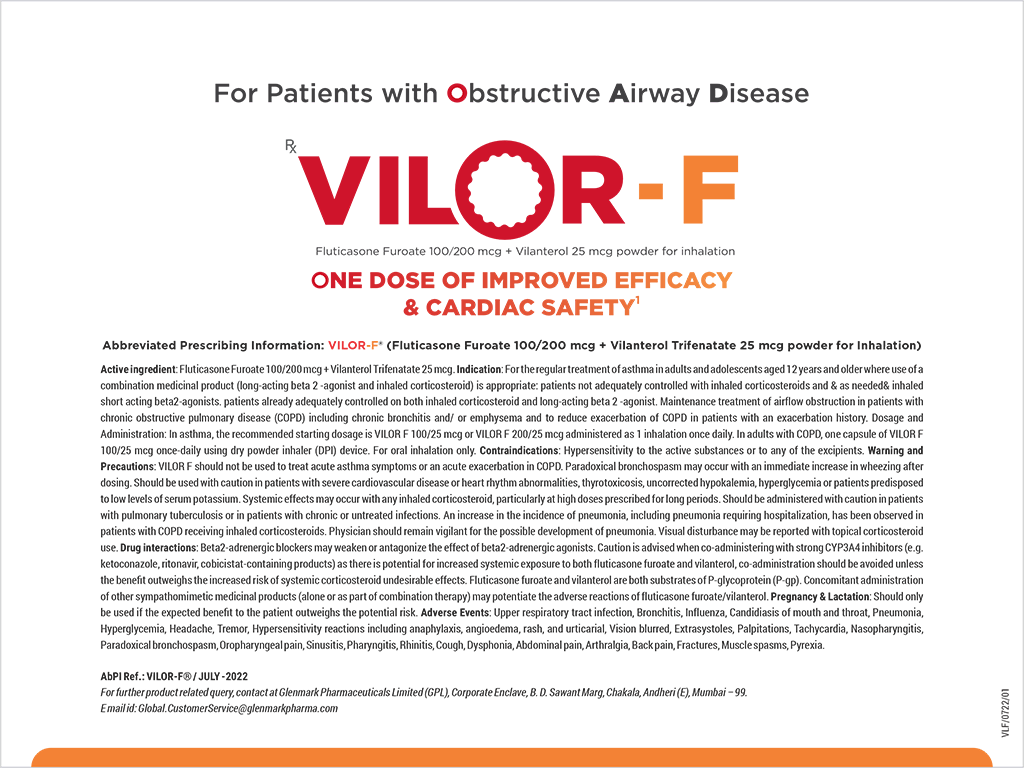 For Patients with Obstructive Airway Disease
Rx
VILOR-F
Fluticasone Furoate 100/200 mcg + Vilanterol 25 mcg powder for inhalation
ONE DOSE OF IMPROVED EFFICACY
& CARDIAC SAFETY1
Abbreviated Prescribing Information: VILOR-F* (Fluticasone Furoate 100/200 mcg + Vilanterol Trifenatate 25 mcg powder for Inhalation)
Active ingredient: Fluticasone Furoate 100/200 mcg + Vilanterol Trifenatate 25 mcg. Indication: For the regular treatment of asthma in adults and adolescents aged 12 years and older where use of a
combination medicinal product (long-acting beta 2 -agonist and inhaled corticosteroid) is appropriate: patients not adequately controlled with inhaled corticosteroids and & as needed& inhaled
short acting beta2-agonists. patients already adequately controlled on both inhaled corticosteroid and long-acting beta 2 -agonist. Maintenance treatment of airflow obstruction in patients with
chronic obstructive pulmonary disease (COPD) including chronic bronchitis and/ or emphysema and to reduce exacerbation of COPD in patients with an exacerbation history. Dosage and
Administration: In asthma, the recommended starting dosage is VILOR F 100/25 mcg or VILOR F 200/25 mcg administered as 1 inhalation once daily. In adults with COPD, one capsule of VILOR F
100/25 mcg once-daily using dry powder inhaler (DPI) device. For oral inhalation only. Contraindications: Hypersensitivity to the active substances or to any of the excipients. Warning and
Precautions: VILOR F should not be used to treat acute asthma symptoms or an acute exacerbation in COPD. Paradoxical bronchospasm may occur with an immediate increase in wheezing after
dosing. Should be used with caution in patients with severe cardiovascular disease or heart rhythm abnormalities, thyrotoxicosis, uncorrected hypokalemia, hyperglycemia or patients predisposed
to low levels of serum potassium. Systemic effects may occur with any inhaled corticosteroid, particularly at high doses prescribed for long periods. Should be administered with caution in patients
with pulmonary tuberculosis or in patients with chronic or untreated infections. An increase in the incidence of pneumonia, including pneumonia requiring hospitalization, has been observed in
patients with COPD receiving inhaled corticosteroids. Physician should remain vigilant for the possible development of pneumonia. Visual disturbance may be reported with topical corticosteroid
use. Drug interactions: Beta2-adrenergic blockers may weaken or antagonize the effect of beta2-adrenergic agonists. Caution is advised when co-administering with strong CYP3A4 inhibitors (e.g.
ketoconazole, ritonavir, cobicistat-containing products) as there is potential for increased systemic exposure to both fluticasone furoate and vilanterol, co-administration should be avoided unless
the benefit outweighs the increased risk of systemic corticosteroid undesirable effects. Fluticasone furoate and vilanterol are both substrates of P-glycoprotein (P-gp). Concomitant administration
of other sympathomimetic medicinal products (alone or as part of combination therapy) may potentiate the adverse reactions of fluticasone furoate/vilanterol. Pregnancy & Lactation: Should only
be used if the expected benefit to the patient outweighs the potential risk. Adverse Events: Upper respiratory tract infection, Bronchitis, Influenza, Candidiasis of mouth and throat, Pneumonia,
Hyperglycemia, Headache, Tremor, Hypersensitivity reactions including anaphylaxis, angioedema, rash, and urticarial, Vision blurred, Extrasystoles, Palpitations, Tachycardia, Nasopharyngitis,
Paradoxical bronchospasm, Oropharyngeal pain, Sinusitis, Pharyngitis, Rhinitis, Cough, Dysphonia, Abdominal pain, Arthralgia, Back pain, Fractures, Muscle spasms, Pyrexia.
AbPI Ref.: VILOR-F® / JULY -2022
For further product related query, contact at Glenmark Pharmaceuticals Limited (GPL), Corporate Enclave, B. D. Sawant Marg, Chakala, Andheri (E), Mumbai – 99.
Email id: Global.CustomerService@glenmarkpharma.com
VLF/0722/01